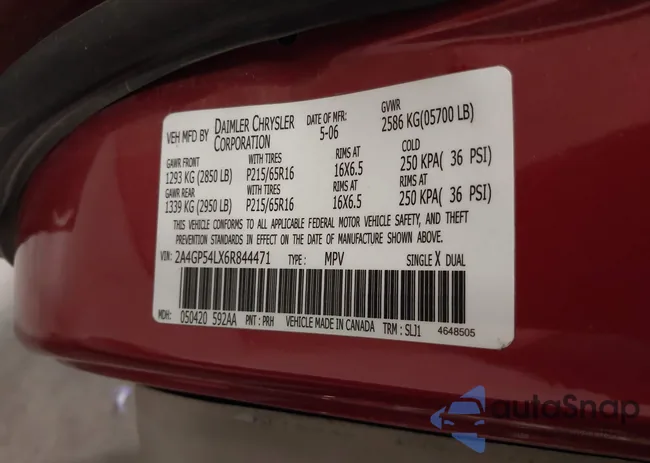 VEH MFD BY DAIMLER CHRYSLER CORPORATION DATE OF MFR: 5-06 GVWR 2586 KG(05700 LB)
GAWR FRONT WITH TIRES RIMS AT COLD
1293 KG (2850 LB) P215/65R16 16X6.5 250 KPA( 36 PSI)
GAWR REAR WITH TIRES RIMS AT RIMS AT
1339 KG (2950 LB) P215/65R16 16X6.5 250 KPA( 36 PSI)
THIS VEHICLE CONFORMS TO ALL APPLICABLE FEDERAL MOTOR VEHICLE SAFETY, AND THEFT
PREVENTION STANDARDS IN EFFECT ON THE DATE OF MANUFACTURE SHOWN ABOVE.
VIN: 2A4GP54LX6R844471 TYPE: MPV SINGLE X DUAL
MDH: 050420 592AA PNT: PRH VEHICLE MADE IN CANADA TRM: SLJ1 4648505
autoSnap